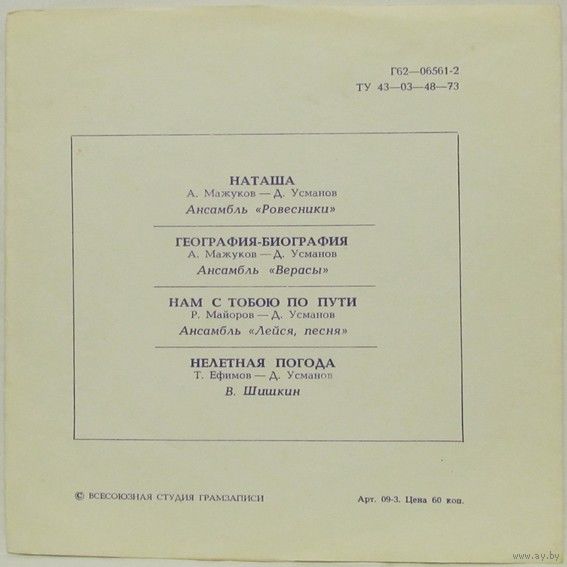 Г62—06561-2
ТУ 43—03—48—73
НАТАША
А. Мажуков — Д. Усманов
Ансамбль «Ровесники»
ГЕОГРАФИЯ-БИОГРАФИЯ
А. Мажуков — Д. Усманов
Ансамбль «Верасы»
НАМ С ТОБОЮ ПО ПУТИ
Р. Майоров — Д. Усманов
Ансамбль «Лейся, песня»
НЕЛЕТНАЯ ПОГОДА
Т. Ефимов — Д. Усманов
В. Шишкин
© ВСЕСОЮЗНАЯ СТУДИЯ ГРАМЗАПИСИ
Арт. 09-3. Цена 60 коп.
www.ay.by